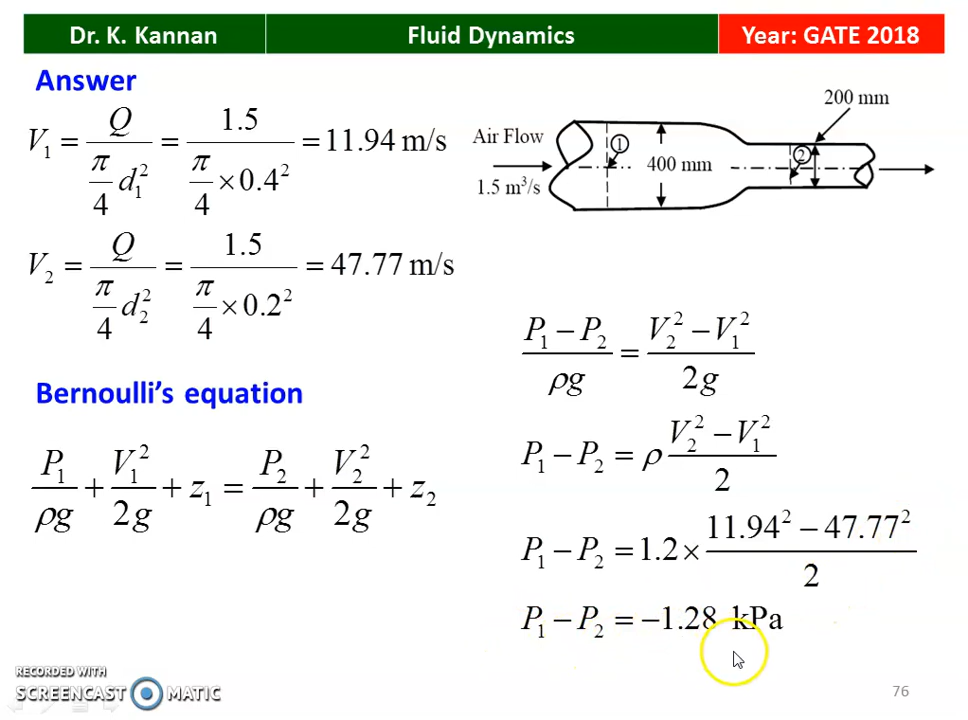 Dr. K. Kannan
Fluid Dynamics
Year: GATE 2018
Answer
V₁ = Q / (π/4 d₁²) = 1.5 / (π/4 × 0.4²) = 11.94 m/s
V₂ = Q / (π/4 d₂²) = 1.5 / (π/4 × 0.2²) = 47.77 m/s
Bernoulli's equation
P₁/ρg + V₁²/2g + z₁ = P₂/ρg + V₂²/2g + z₂
200 mm
Air Flow
1
2
400 mm
1.5 m³/s
(P₁ − P₂)/ρg = (V₂² − V₁²)/2g
P₁ − P₂ = ρ (V₂² − V₁²)/2
P₁ − P₂ = 1.2 × (11.94² − 47.77²)/2
P₁ − P₂ = −1.28 kPa
RECORDED WITH
SCREENCAST MATIC
76